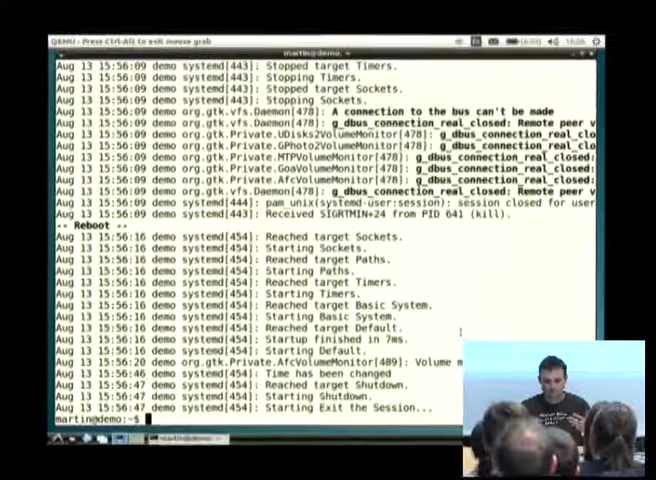 QEMU - Press Ctrl-Alt to exit mouse grab
martin@demo: ~
Aug 13 15:56:09 demo systemd[443]: Stopped target Timers.
Aug 13 15:56:09 demo systemd[443]: Stopping Timers.
Aug 13 15:56:09 demo systemd[443]: Stopped target Sockets.
Aug 13 15:56:09 demo systemd[443]: Stopping Sockets.
Aug 13 15:56:09 demo org.gtk.vfs.Daemon[478]: A connection to the bus can't be made
Aug 13 15:56:09 demo org.gtk.vfs.Daemon[478]: g_dbus_connection_real_closed: Remote peer v
Aug 13 15:56:09 demo org.gtk.Private.UDisks2VolumeMonitor[478]: g_dbus_connection_real_clo
Aug 13 15:56:09 demo org.gtk.Private.GPhoto2VolumeMonitor[478]: g_dbus_connection_real_clo
Aug 13 15:56:09 demo org.gtk.Private.MTPVolumeMonitor[478]: g_dbus_connection_real_closed:
Aug 13 15:56:09 demo org.gtk.Private.GoaVolumeMonitor[478]: g_dbus_connection_real_closed:
Aug 13 15:56:09 demo org.gtk.Private.AfcVolumeMonitor[478]: g_dbus_connection_real_closed:
Aug 13 15:56:09 demo org.gtk.vfs.Daemon[478]: g_dbus_connection_real_closed: Remote peer v
Aug 13 15:56:09 demo systemd[444]: pam_unix(systemd-user:session): session closed for user
Aug 13 15:56:09 demo systemd[443]: Received SIGRTMIN+24 from PID 641 (kill).
-- Reboot --
Aug 13 15:56:16 demo systemd[454]: Reached target Sockets.
Aug 13 15:56:16 demo systemd[454]: Starting Sockets.
Aug 13 15:56:16 demo systemd[454]: Reached target Paths.
Aug 13 15:56:16 demo systemd[454]: Starting Paths.
Aug 13 15:56:16 demo systemd[454]: Reached target Timers.
Aug 13 15:56:16 demo systemd[454]: Starting Timers.
Aug 13 15:56:16 demo systemd[454]: Reached target Basic System.
Aug 13 15:56:16 demo systemd[454]: Starting Basic System.
Aug 13 15:56:16 demo systemd[454]: Reached target Default.
Aug 13 15:56:16 demo systemd[454]: Startup finished in 7ms.
Aug 13 15:56:16 demo systemd[454]: Starting Default.
Aug 13 15:56:20 demo org.gtk.Private.AfcVolumeMonitor[489]: Volume m
Aug 13 15:56:46 demo systemd[454]: Time has been changed
Aug 13 15:56:47 demo systemd[454]: Reached target Shutdown.
Aug 13 15:56:47 demo systemd[454]: Starting Shutdown.
Aug 13 15:56:47 demo systemd[454]: Starting Exit the Session...
martin@demo:~$